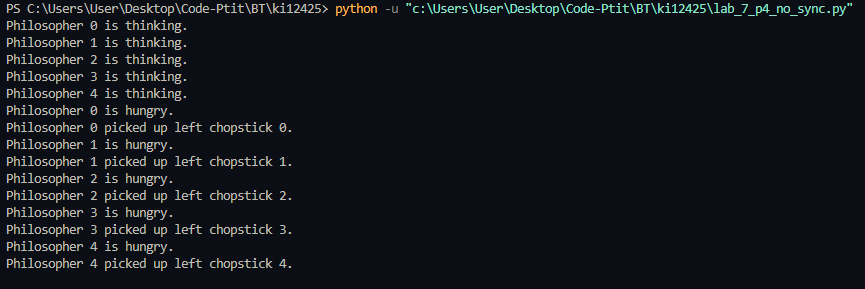 PS C:\Users\User\Desktop\Code-Ptit\BT\ki12425> python -u "c:\Users\User\Desktop\Code-Ptit\BT\ki12425\lab_7_p4_no_sync.py"
Philosopher 0 is thinking.
Philosopher 1 is thinking.
Philosopher 2 is thinking.
Philosopher 3 is thinking.
Philosopher 4 is thinking.
Philosopher 0 is hungry.
Philosopher 0 picked up left chopstick 0.
Philosopher 1 is hungry.
Philosopher 1 picked up left chopstick 1.
Philosopher 2 is hungry.
Philosopher 2 picked up left chopstick 2.
Philosopher 3 is hungry.
Philosopher 3 picked up left chopstick 3.
Philosopher 4 is hungry.
Philosopher 4 picked up left chopstick 4.